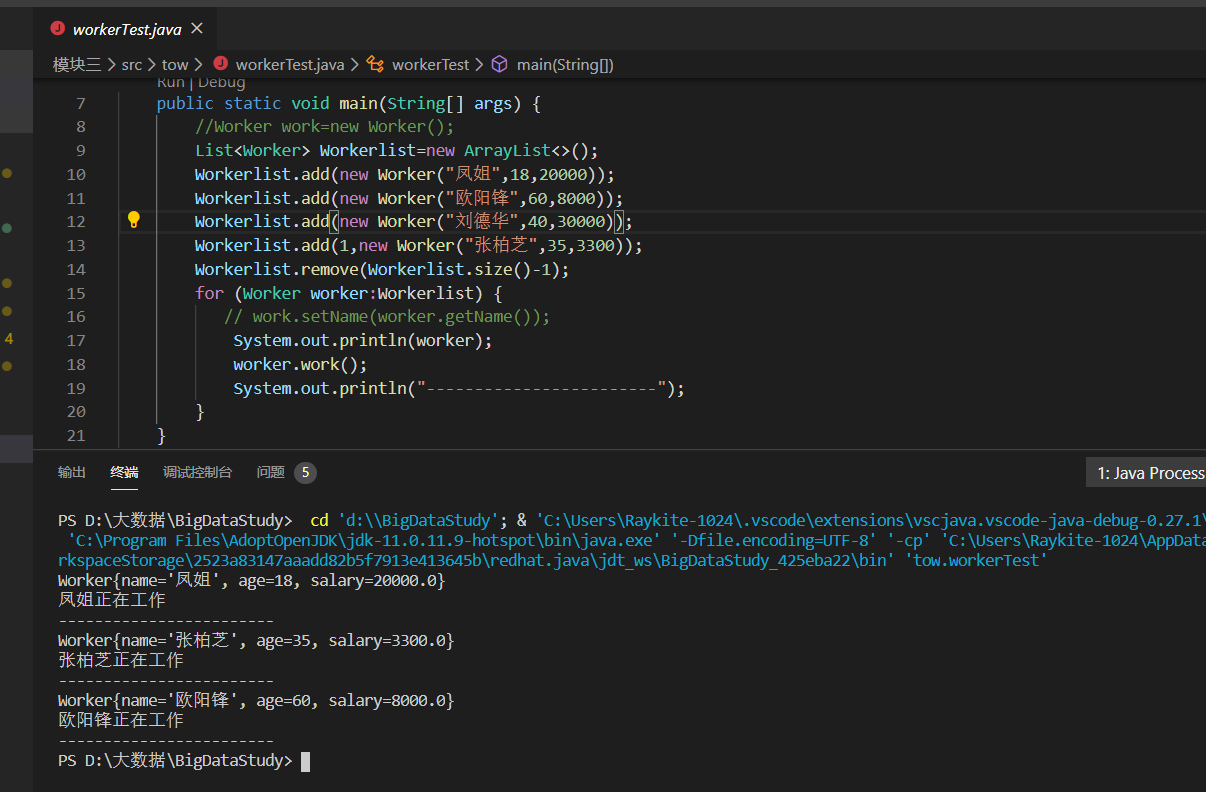 workerTest.java
模块三 src tow workerTest.java workerTest main(String[])
Run | Debug
7 public static void main(String[] args) {
8 //Worker work=new Worker();
9 List<Worker> Workerlist=new ArrayList<>();
10 Workerlist.add(new Worker("凤姐",18,20000));
11 Workerlist.add(new Worker("欧阳锋",60,8000));
12 Workerlist.add(new Worker("刘德华",40,30000));
13 Workerlist.add(1,new Worker("张柏芝",35,3300));
14 Workerlist.remove(Workerlist.size()-1);
15 for (Worker worker:Workerlist) {
16 // work.setName(worker.getName());
4
17 System.out.println(worker);
18 worker.work();
19 System.out.println("-------------------------");
20 }
21 }
输出 终端 调试控制台 问题 5 1: Java Process
PS D:\大数据\BigDataStudy> cd 'd:\\BigDataStudy'; & 'C:\Users\Raykite-1024\.vscode\extensions\vscjava.vscode-java-debug-0.27.1\
'C:\Program Files\AdoptOpenJDK\jdk-11.0.11.9-hotspot\bin\java.exe' '-Dfile.encoding=UTF-8' '-cp' 'C:\Users\Raykite-1024\AppData
rkspaceStorage\2523a83147aaadd82b5f7913e413645b\redhat.java\jdt_ws\BigDataStudy_425eba22\bin' 'tow.workerTest'
Worker{name='凤姐', age=18, salary=20000.0}
凤姐正在工作
-------------------------
Worker{name='张柏芝', age=35, salary=3300.0}
张柏芝正在工作
-------------------------
Worker{name='欧阳锋', age=60, salary=8000.0}
欧阳锋正在工作
-------------------------
PS D:\大数据\BigDataStudy>